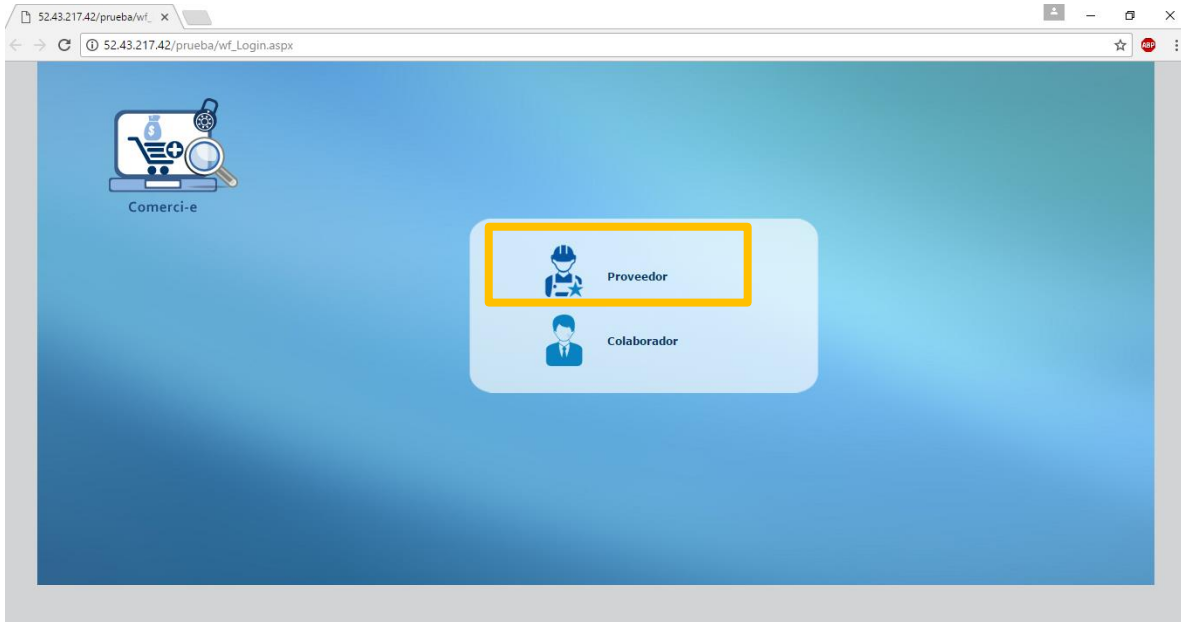 52.43.217.42/prueba/wf_
52.43.217.42/prueba/wf_Login.aspx
ABP
$
Comerci-e
Proveedor
Colaborador